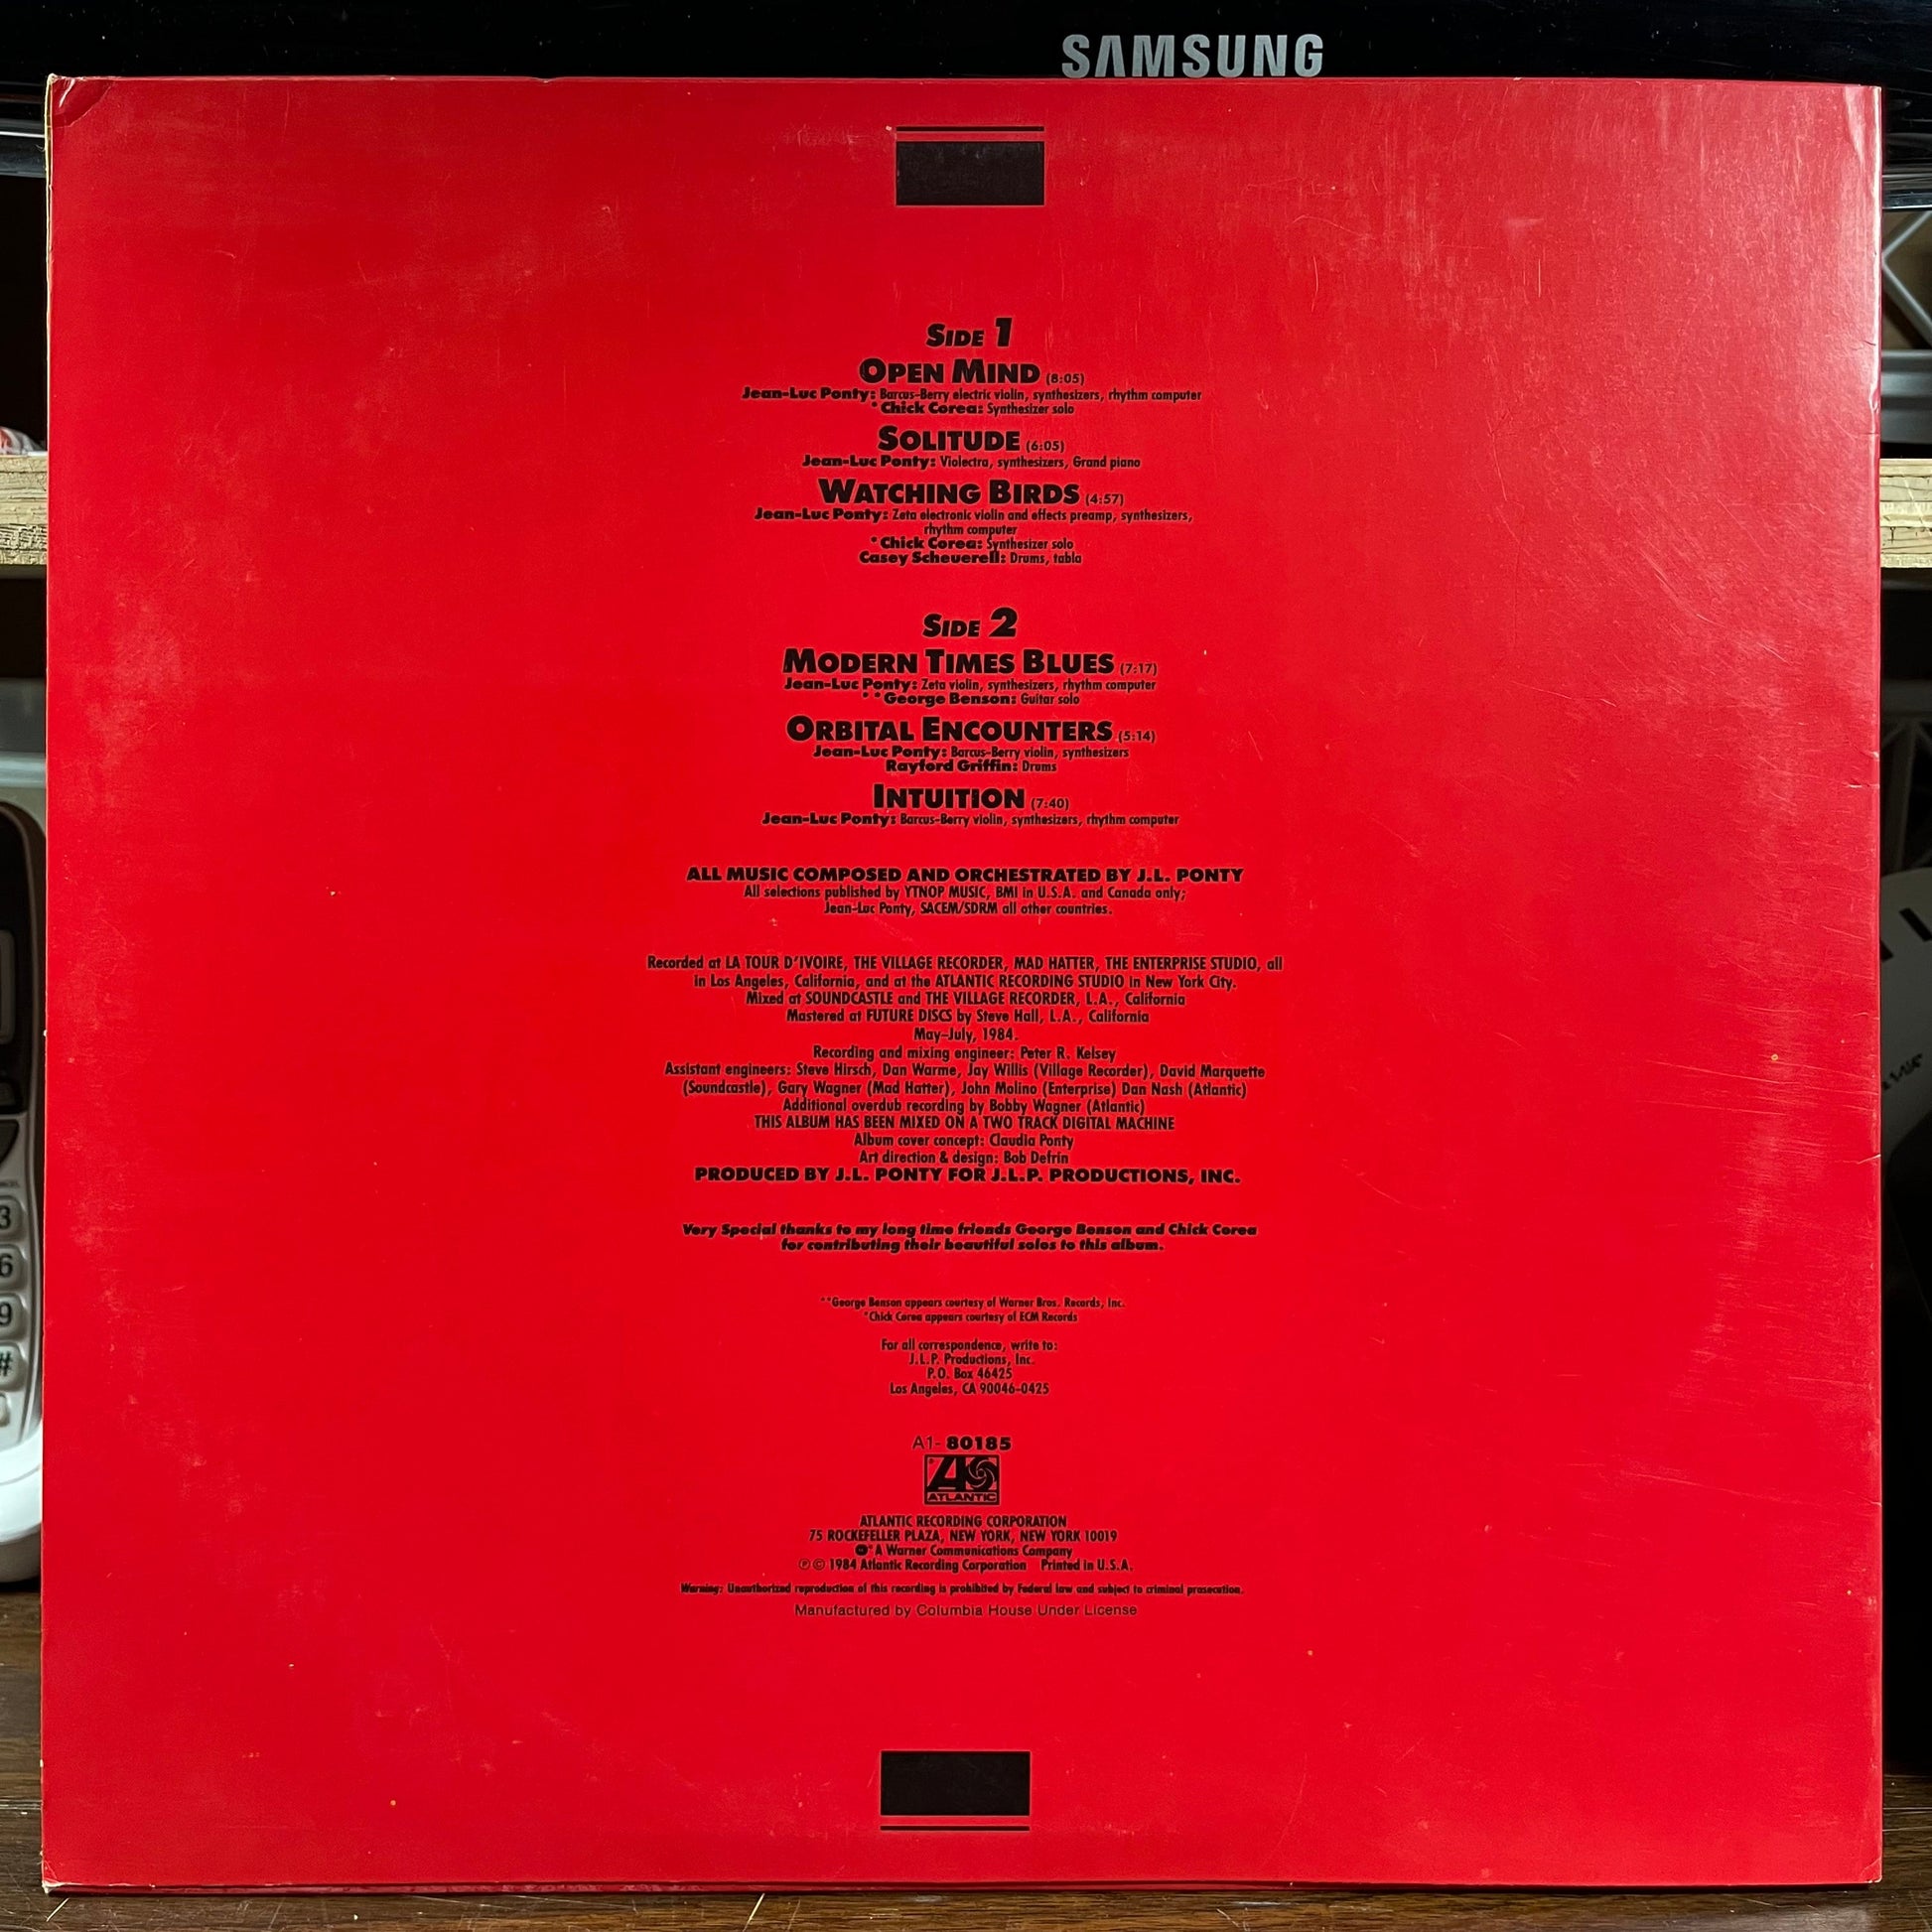 SAMSUNG
SIDE 1
OPEN MIND (8:05)
Jean-Luc Ponty: Barcus-Berry electric violin, synthesizers, rhythm computer
*Chick Corea: Synthesizer solo
SOLITUDE (6:05)
Jean-Luc Ponty: Violectra, synthesizers, Grand piano
WATCHING BIRDS (4:57)
Jean-Luc Ponty: Zeta electronic violin and effects preamp, synthesizers,
rhythm computer
*Chick Corea: Synthesizer solo
Casey Scheuerell: Drums, tabla
SIDE 2
MODERN TIMES BLUES (7:17)
Jean-Luc Ponty: Zeta violin, synthesizers, rhythm computer
**George Benson: Guitar solo
ORBITAL ENCOUNTERS (5:14)
Jean-Luc Ponty: Barcus-Berry violin, synthesizers
Rayford Griffin: Drums
INTUITION (7:40)
Jean-Luc Ponty: Barcus-Berry violin, synthesizers, rhythm computer
ALL MUSIC COMPOSED AND ORCHESTRATED BY J.L. PONTY
All selections published by YTNOP MUSIC, BMI in U.S.A. and Canada only;
Jean-Luc Ponty, SACEM/SDRM all other countries.
Recorded at LA TOUR D'IVOIRE, THE VILLAGE RECORDER, MAD HATTER, THE ENTERPRISE STUDIO, all
in Los Angeles, California, and at the ATLANTIC RECORDING STUDIO in New York City.
Mixed at SOUNDCASTLE and THE VILLAGE RECORDER, L.A., California
Mastered at FUTURE DISCS by Steve Hall, L.A., California
May–July, 1984.
Recording and mixing engineer: Peter R. Kelsey
Assistant engineers: Steve Hirsch, Dan Warme, Jay Willis (Village Recorder), David Marquette
(Soundcastle), Gary Wagner (Mad Hatter), John Molino (Enterprise) Dan Nash (Atlantic)
Additional overdub recording by Bobby Wagner (Atlantic)
THIS ALBUM HAS BEEN MIXED ON A TWO TRACK DIGITAL MACHINE
Album cover concept: Claudia Ponty
Art direction & design: Bob Defrin
PRODUCED BY J.L. PONTY FOR J.L.P. PRODUCTIONS, INC.
Very Special thanks to my long time friends George Benson and Chick Corea
for contributing their beautiful solos to this album.
**George Benson appears courtesy of Warner Bros. Records, Inc.
*Chick Corea appears courtesy of ECM Records
For all correspondence, write to:
J.L.P. Productions, Inc.
P.O. Box 46425
Los Angeles, CA 90046-0425
A1-80185
ATLANTIC
ATLANTIC RECORDING CORPORATION
75 ROCKEFELLER PLAZA, NEW YORK, NEW YORK 10019
A Warner Communications Company
Ⓟ © 1984 Atlantic Recording Corporation Printed in U.S.A.
Warning: Unauthorized reproduction of this recording is prohibited by Federal law and subject to criminal prosecution.
Manufactured by Columbia House Under License
3
6
9
#